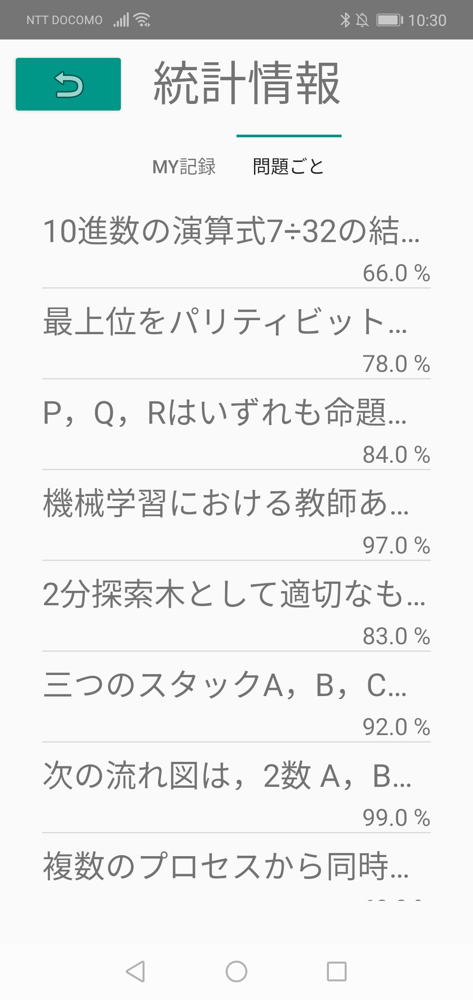 NTT DOCOMO 10:30
統計情報
MY記録 問題ごと
10進数の演算式7÷32の結...
66.0 %
最上位をパリティビット...
78.0 %
P，Q，Rはいずれも命題...
84.0 %
機械学習における教師あ...
97.0 %
2分探索木として適切なも...
83.0 %
三つのスタックA，B，C...
92.0 %
次の流れ図は，2数 A，B...
99.0 %
複数のプロセスから同時...